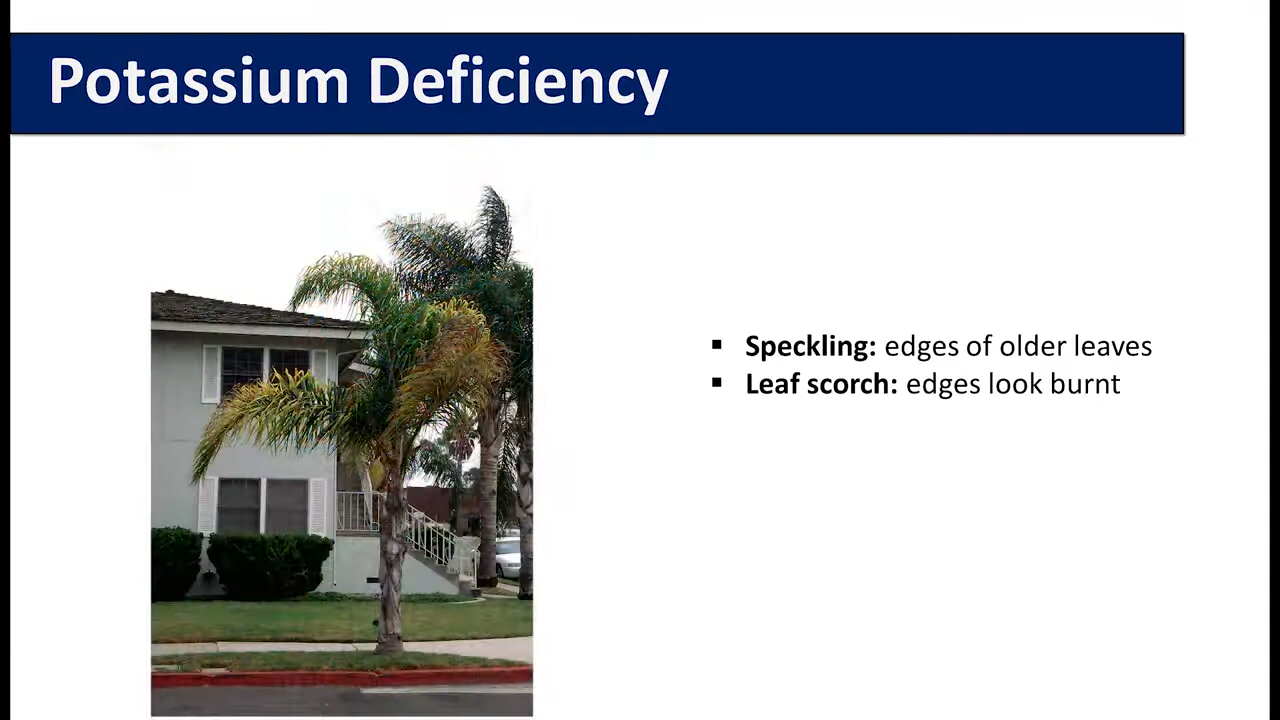 Potassium Deficiency
▪ Speckling: edges of older leaves
▪ Leaf scorch: edges look burnt